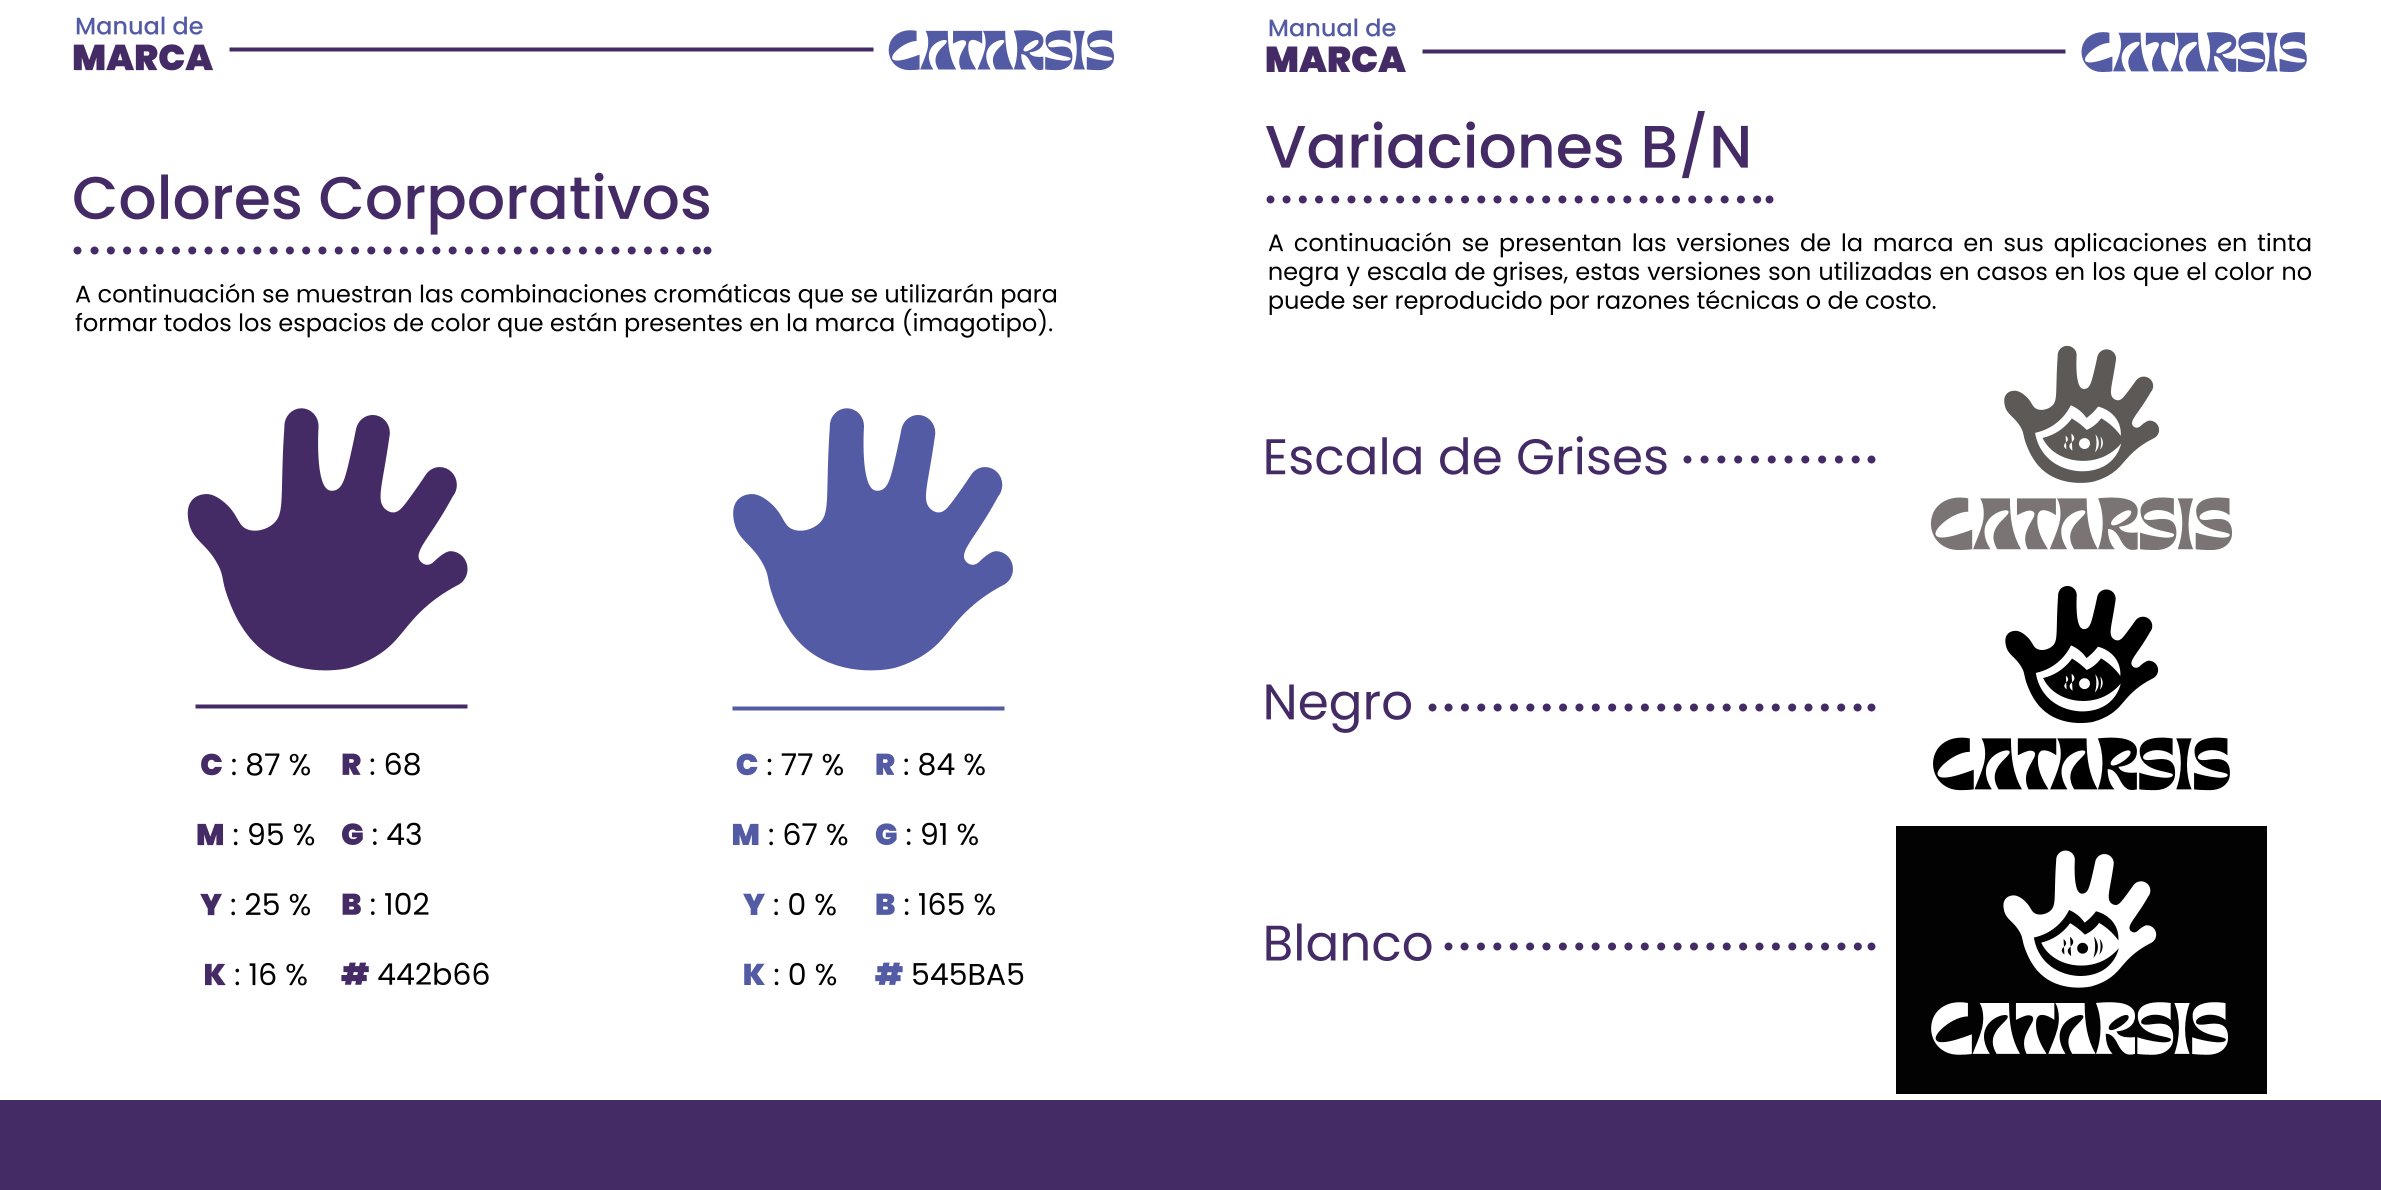 Manual de
MARCA
CATARSIS
Colores Corporativos
A continuación se muestran las combinaciones cromáticas que se utilizarán para
formar todos los espacios de color que están presentes en la marca (imagotipo).
C : 87 % R : 68
M : 95 % G : 43
Y : 25 % B : 102
K : 16 % # 442b66
C : 77 % R : 84 %
M : 67 % G : 91 %
Y : 0 % B : 165 %
K : 0 % # 545BA5
Manual de
MARCA
CATARSIS
Variaciones B/N
A continuación se presentan las versiones de la marca en sus aplicaciones en tinta
negra y escala de grises, estas versiones son utilizadas en casos en los que el color no
puede ser reproducido por razones técnicas o de costo.
Escala de Grises
CATARSIS
Negro
CATARSIS
Blanco
CATARSIS